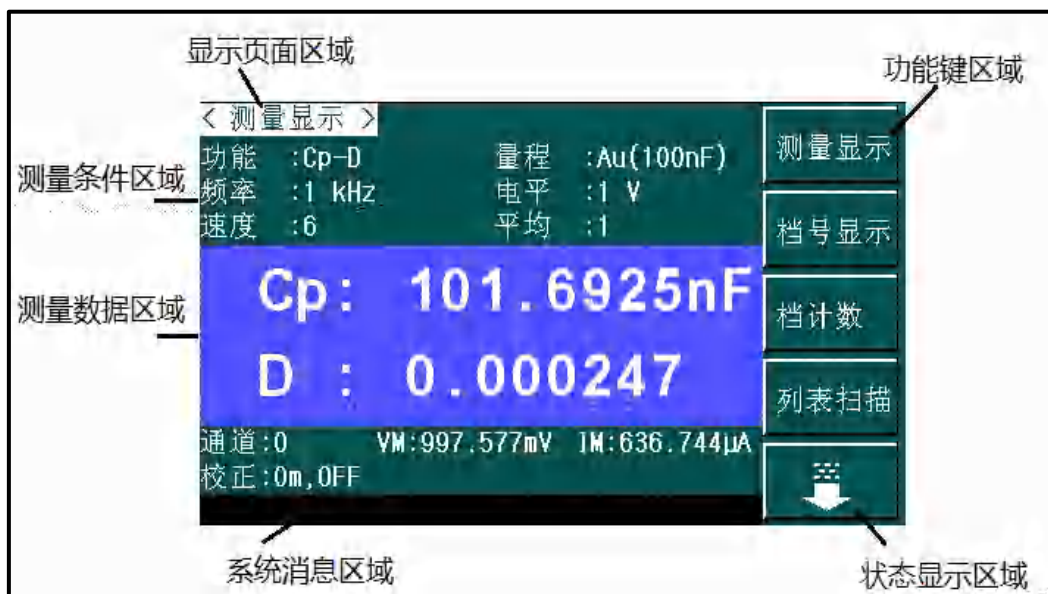 显示页面区域
功能键区域
< 测量显示 >
测量显示
功能 :Cp-D 量程 :Au(100nF)
测量条件区域
频率 :1 kHz 电平 :1 V
速度 :6 平均 :1
档号显示
Cp: 101.6925nF
测量数据区域
档计数
D : 0.000247
列表扫描
通道:0 VM:997.577mV IM:636.744μA
校正:0m,OFF
系统消息区域
状态显示区域